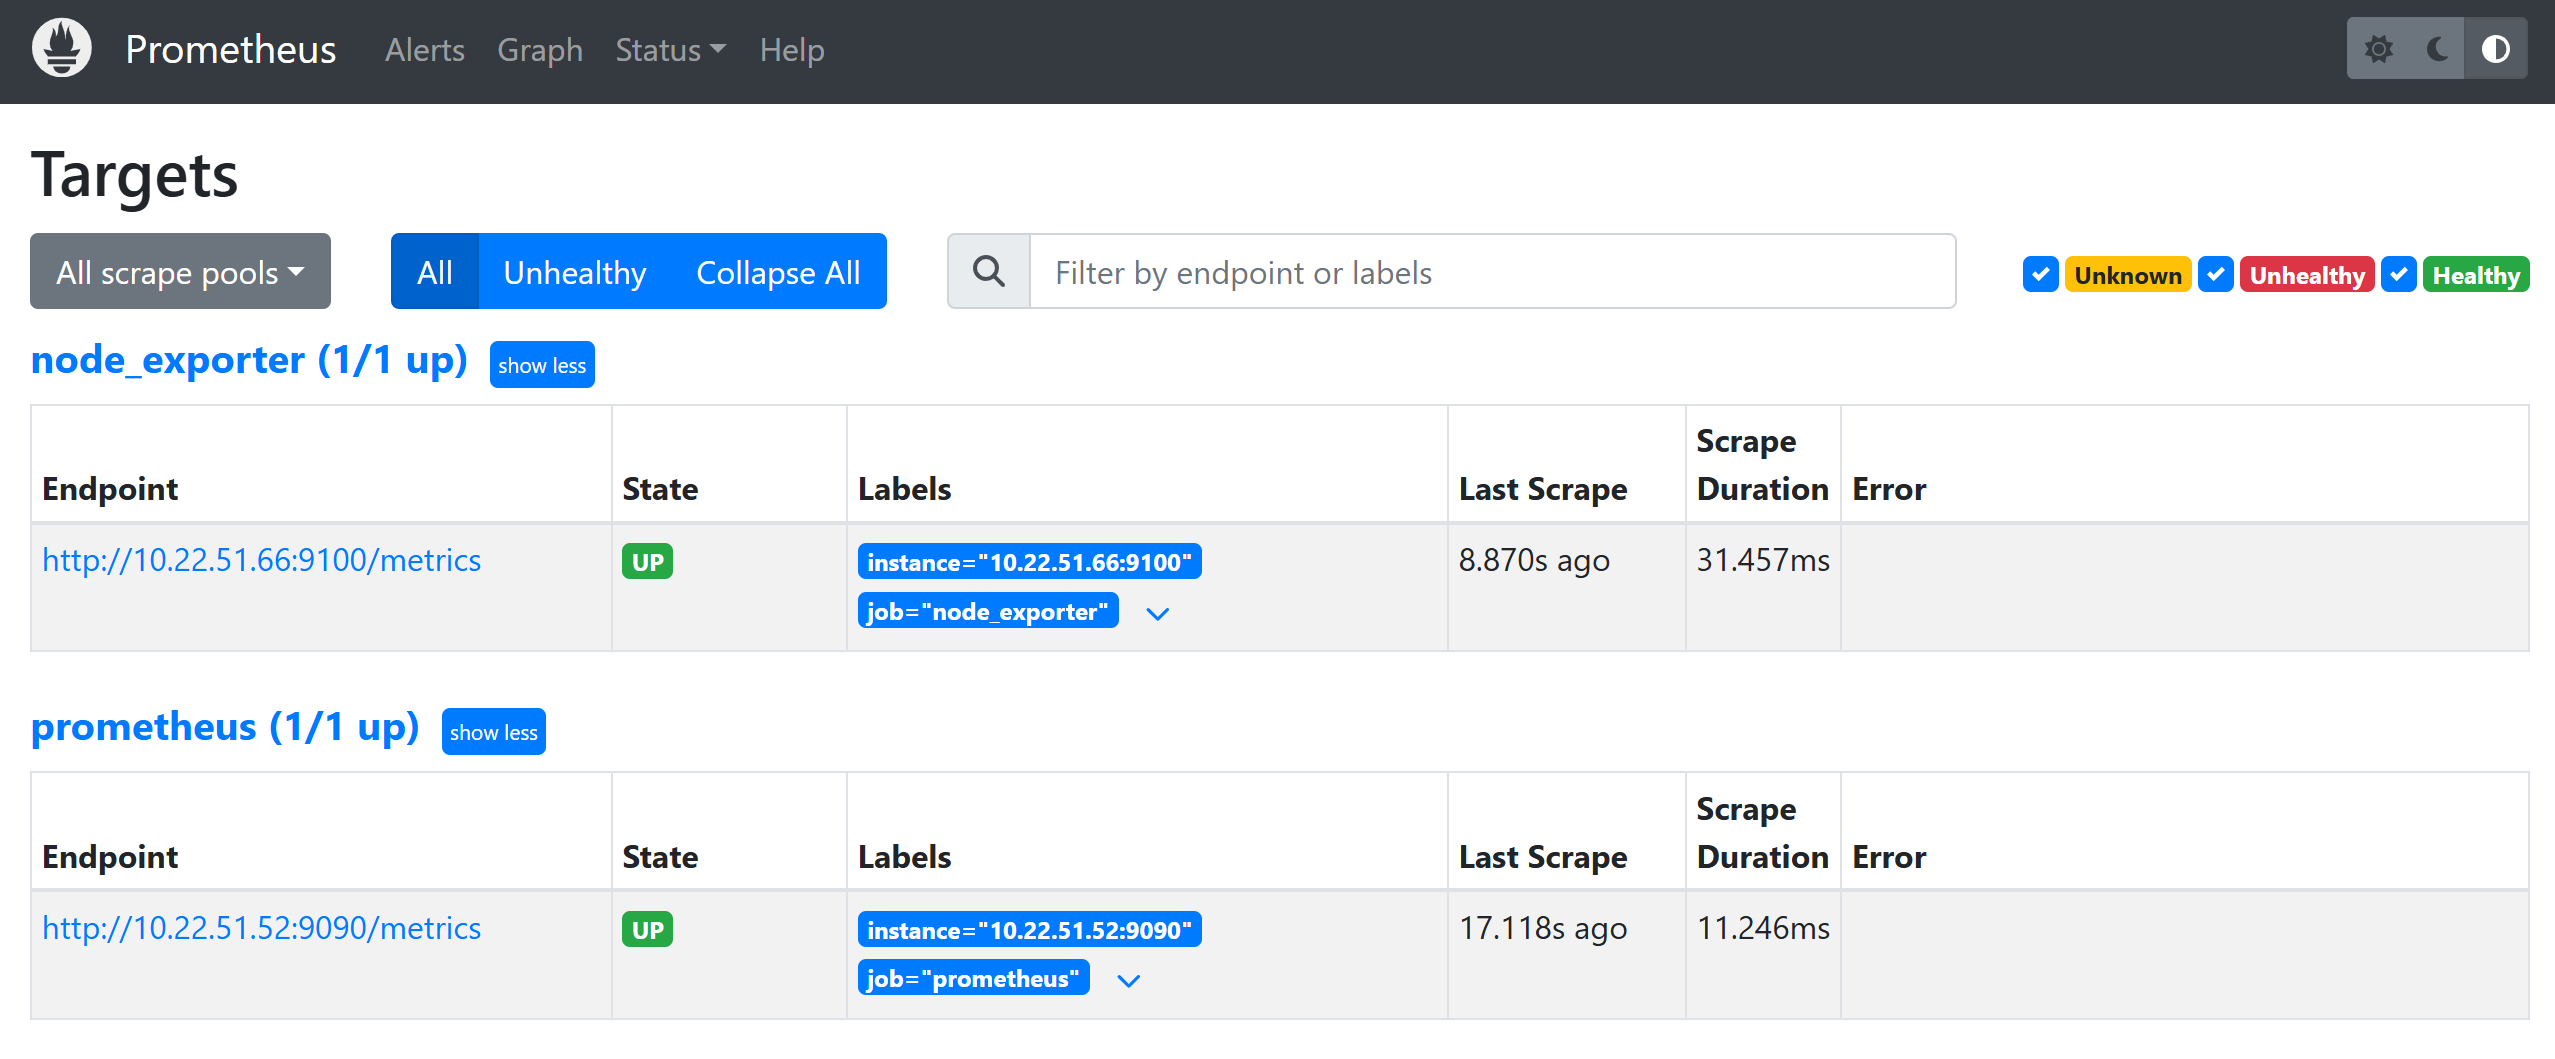 Prometheus Alerts Graph Status Help
Targets
All scrape pools All Unhealthy Collapse All Filter by endpoint or labels Unknown Unhealthy Healthy
node_exporter (1/1 up) show less
Endpoint State Labels Last Scrape Scrape Duration Error
http://10.22.51.66:9100/metrics UP instance="10.22.51.66:9100" 8.870s ago 31.457ms
job="node_exporter"
prometheus (1/1 up) show less
Endpoint State Labels Last Scrape Scrape Duration Error
http://10.22.51.52:9090/metrics UP instance="10.22.51.52:9090" 17.118s ago 11.246ms
job="prometheus"